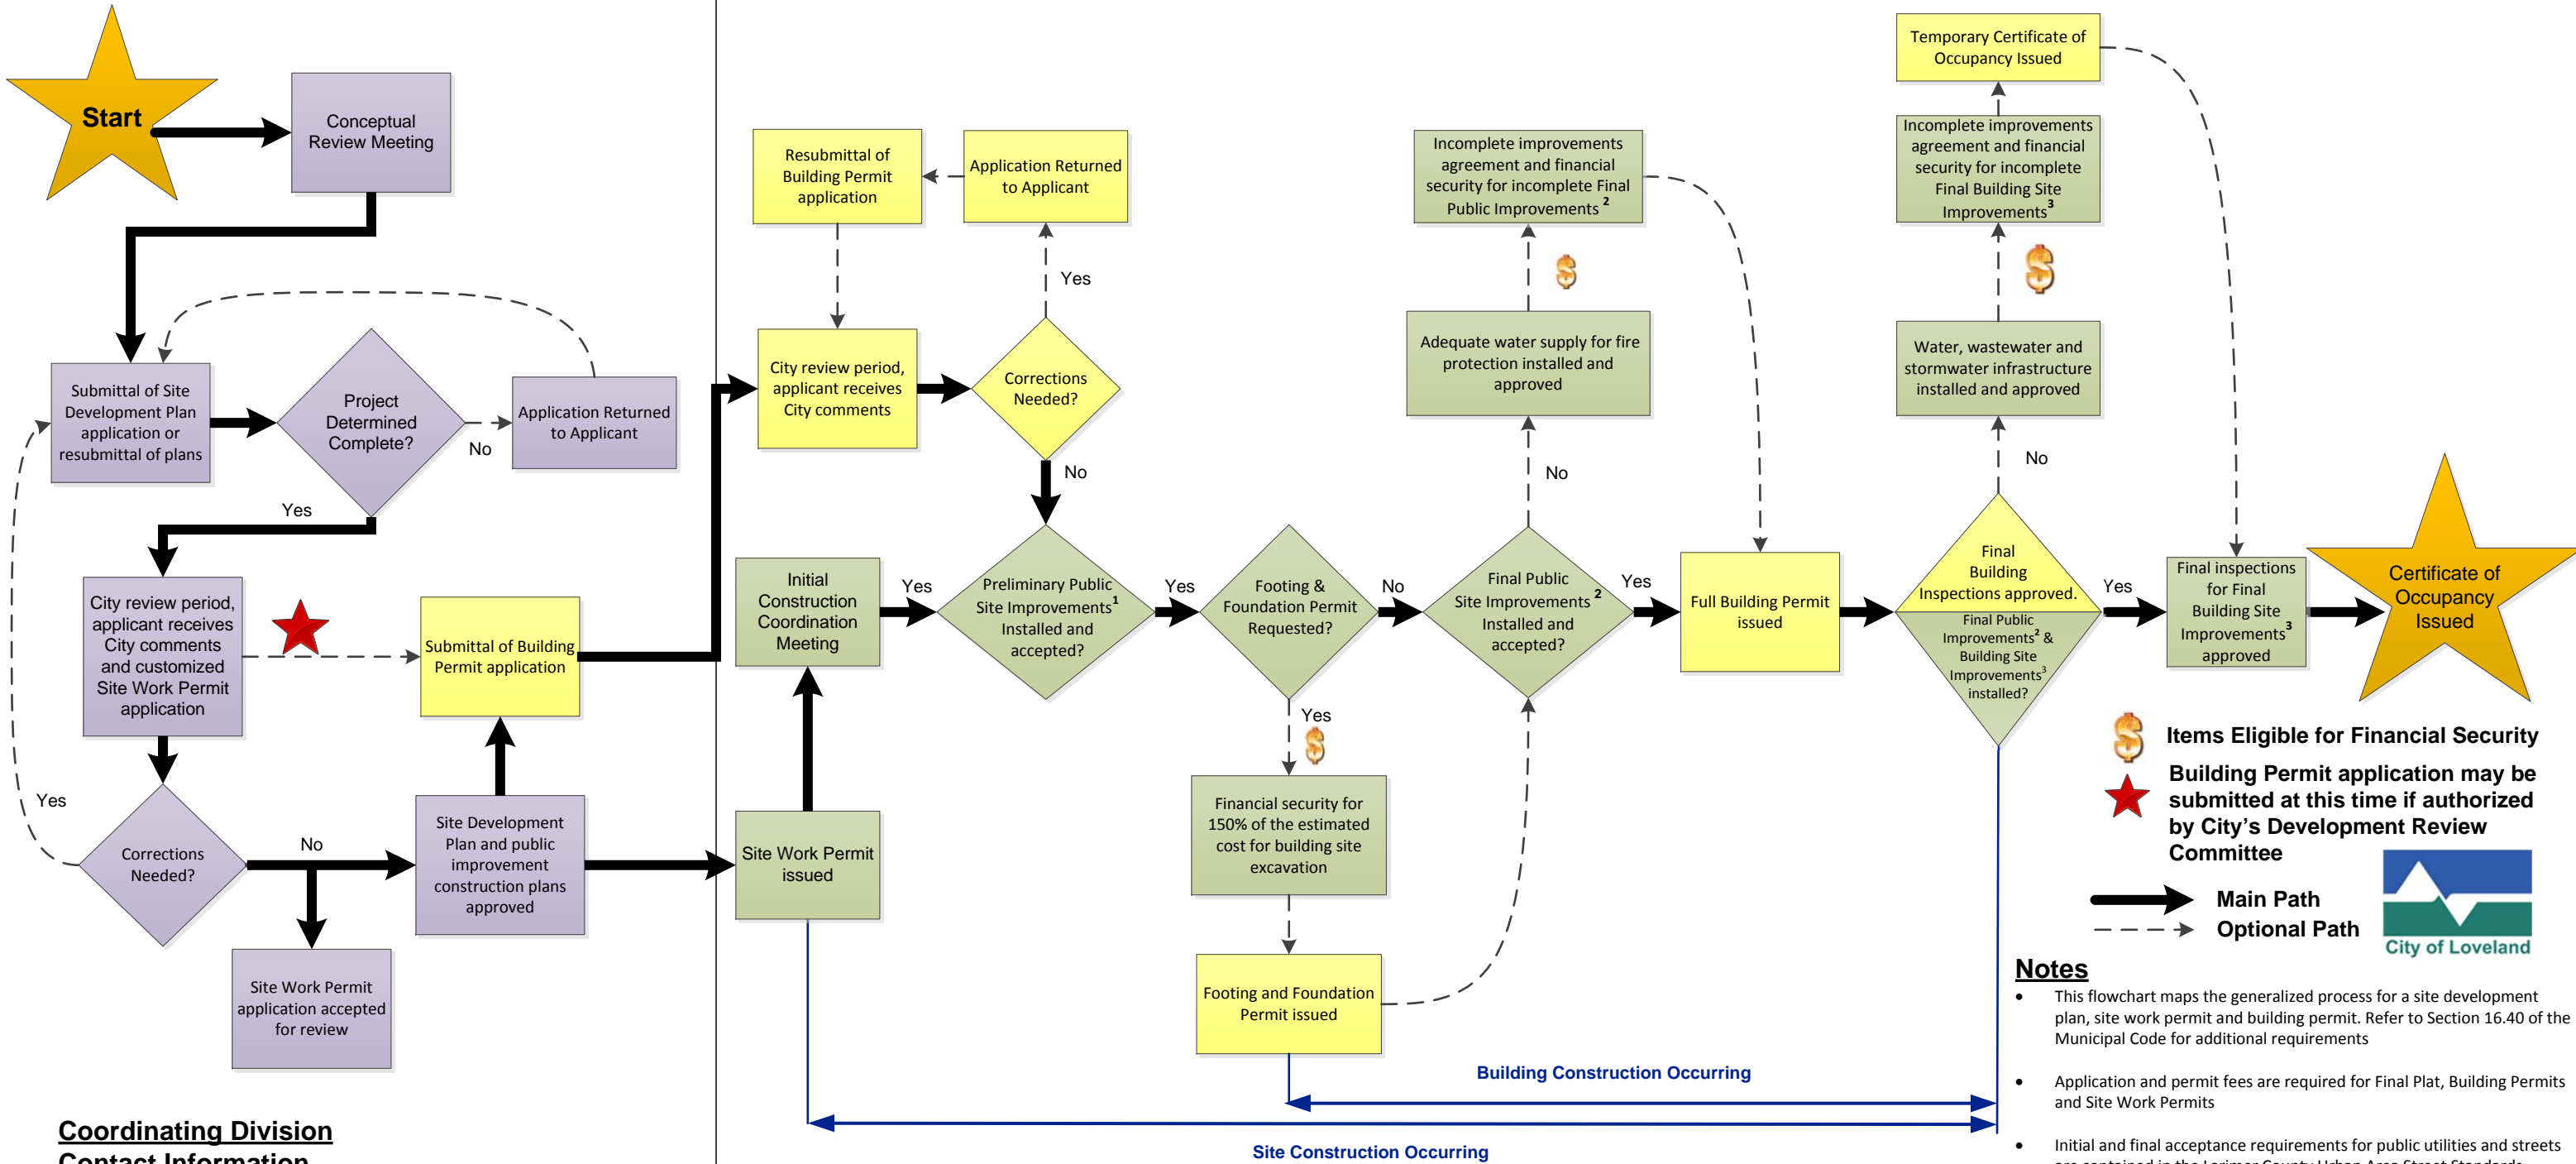 Start
Conceptual
Review Meeting
Submittal of Site
Development Plan
application or
resubmittal of plans
Project
Determined
Complete?
No
Application Returned
to Applicant
Yes
City review period,
applicant receives
City comments
and customized
Site Work Permit
application
Submittal of Building
Permit application
Yes
Corrections
Needed?
No
Site Development
Plan and public
improvement
construction plans
approved
Site Work Permit
application accepted
for review
Coordinating Division
Contact Information
Resubmittal of
Building Permit
application
Application Returned
to Applicant
Yes
City review period,
applicant receives
City comments
Corrections
Needed?
No
Initial
Construction
Coordination
Meeting
Yes
Site Work Permit
issued
Preliminary Public
Site Improvements1
Installed and
accepted?
Yes
Footing &
Foundation Permit
Requested?
No
Yes
$
Financial security for
150% of the estimated
cost for building site
excavation
Footing and Foundation
Permit issued
Incomplete improvements
agreement and financial
security for incomplete Final
Public Improvements 2
$
Adequate water supply for fire
protection installed and
approved
No
Final Public
Site Improvements 2
Installed and
accepted?
Yes
Full Building Permit
issued
Temporary Certificate of
Occupancy Issued
Incomplete improvements
agreement and financial
security for incomplete
Final Building Site
Improvements3
$
Water, wastewater and
stormwater infrastructure
installed and approved
No
Final
Building
Inspections approved.
Final Public
Improvements2 &
Building Site
Improvements3
installed?
Yes
Final inspections
for Final
Building Site
Improvements3
approved
Certificate of
Occupancy
Issued
Building Construction Occurring
Site Construction Occurring
$ Items Eligible for Financial Security
Building Permit application may be
submitted at this time if authorized
by City's Development Review
Committee
Main Path
Optional Path
City of Loveland
Notes
• This flowchart maps the generalized process for a site development
plan, site work permit and building permit. Refer to Section 16.40 of the
Municipal Code for additional requirements
• Application and permit fees are required for Final Plat, Building Permits
and Site Work Permits
• Initial and final acceptance requirements for public utilities and streets
are contained in the Larimer County Urban Area Street Standards